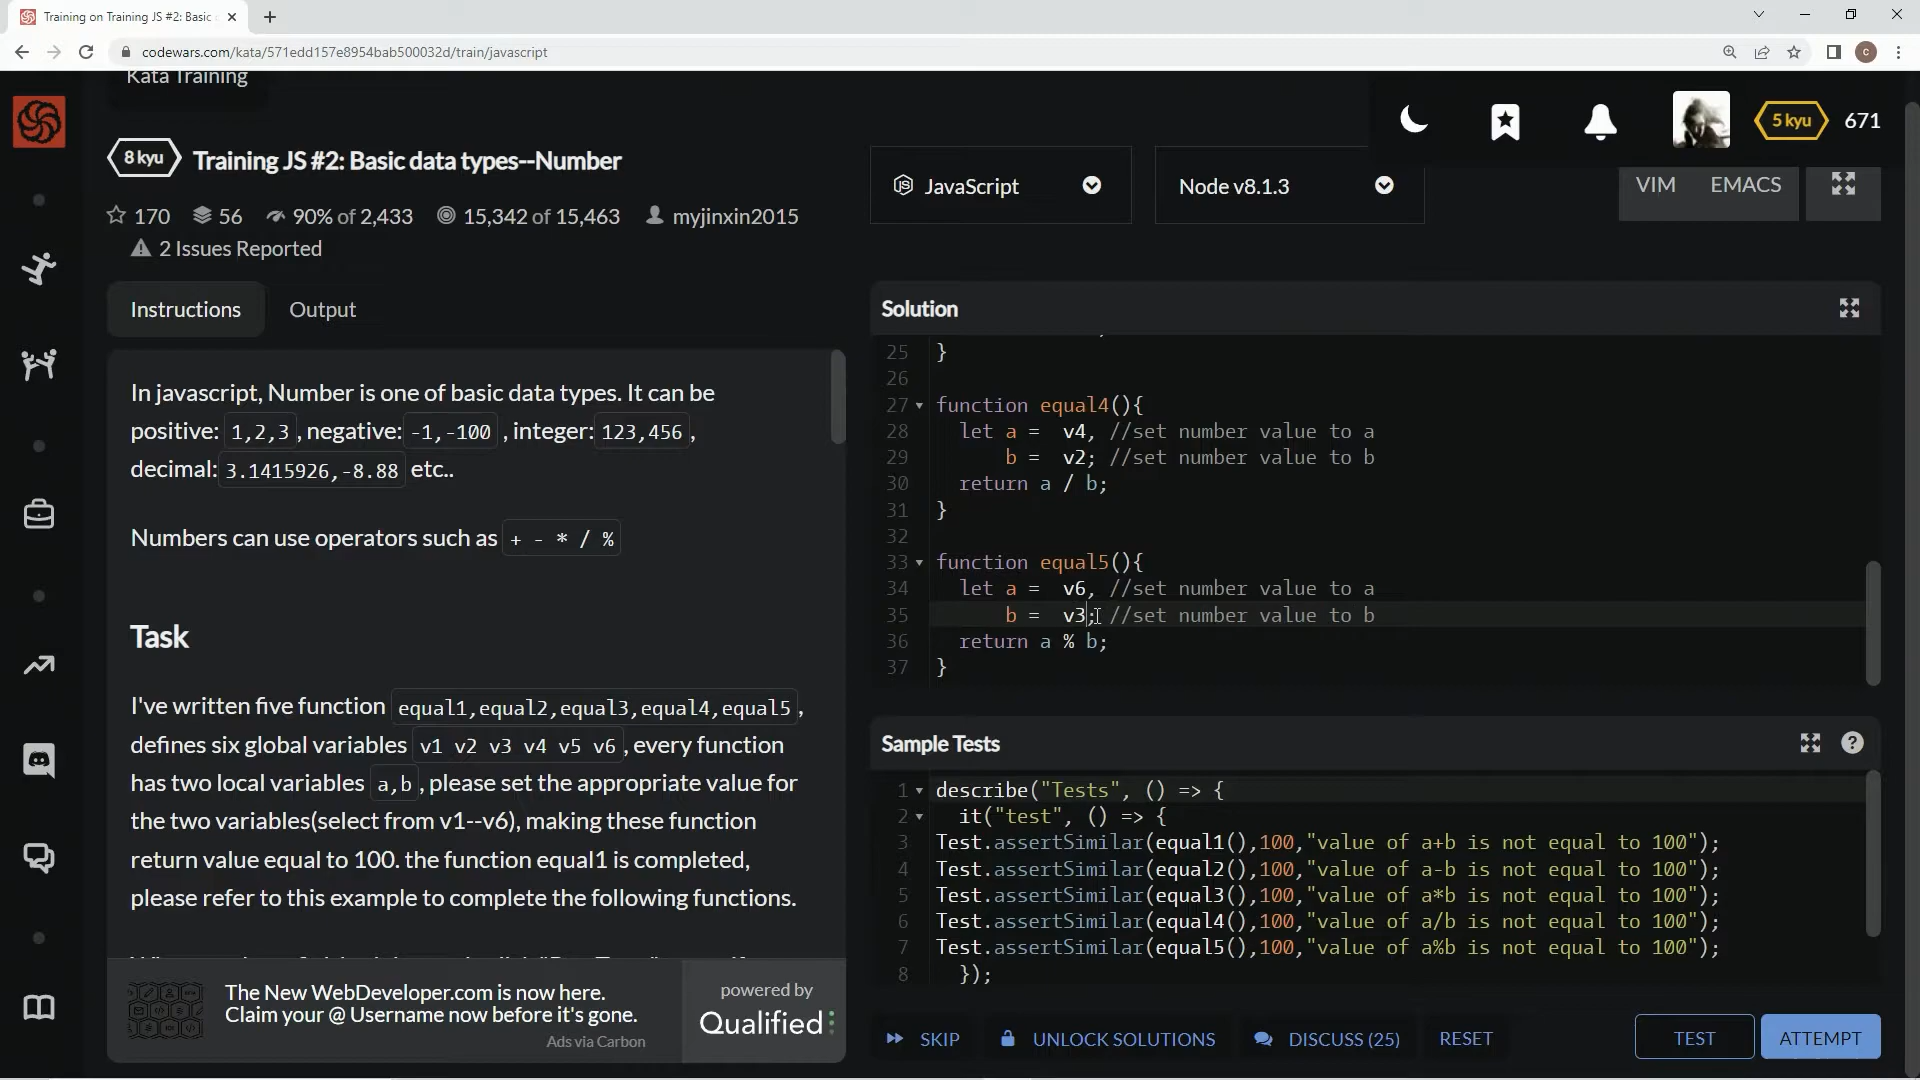 Training on Training JS #2: Basic
codewars.com/kata/571edd157e8954bab500032d/train/javascript
C
Kata Training
5 kyu 671
8 kyu Training JS #2: Basic data types--Number
170 56 90% of 2,433 15,342 of 15,463 myjinxin2015
2 Issues Reported
JavaScript
Node v8.1.3
VIM EMACS
Instructions Output
In javascript, Number is one of basic data types. It can be
positive: 1,2,3 , negative: -1,-100 , integer: 123,456 ,
decimal: 3.1415926,-8.88 etc..
Numbers can use operators such as + - * / %
Task
I've written five function equal1,equal2,equal3,equal4,equal5 ,
defines six global variables v1 v2 v3 v4 v5 v6 , every function
has two local variables a,b , please set the appropriate value for
the two variables(select from v1--v6), making these function
return value equal to 100. the function equal1 is completed,
please refer to this example to complete the following functions.
The New WebDeveloper.com is now here.
Claim your @ Username now before it's gone.
Ads via Carbon
powered by
Qualified
Solution
25 }
26
27 function equal4(){
28 let a = v4, //set number value to a
29 b = v2; //set number value to b
30 return a / b;
31 }
32
33 function equal5(){
34 let a = v6, //set number value to a
35 b = v3; //set number value to b
36 return a % b;
37 }
Sample Tests
?
1 describe("Tests", () => {
2 it("test", () => {
3 Test.assertSimilar(equal1(),100,"value of a+b is not equal to 100");
4 Test.assertSimilar(equal2(),100,"value of a-b is not equal to 100");
5 Test.assertSimilar(equal3(),100,"value of a*b is not equal to 100");
6 Test.assertSimilar(equal4(),100,"value of a/b is not equal to 100");
7 Test.assertSimilar(equal5(),100,"value of a%b is not equal to 100");
8 });
SKIP UNLOCK SOLUTIONS DISCUSS (25) RESET TEST ATTEMPT